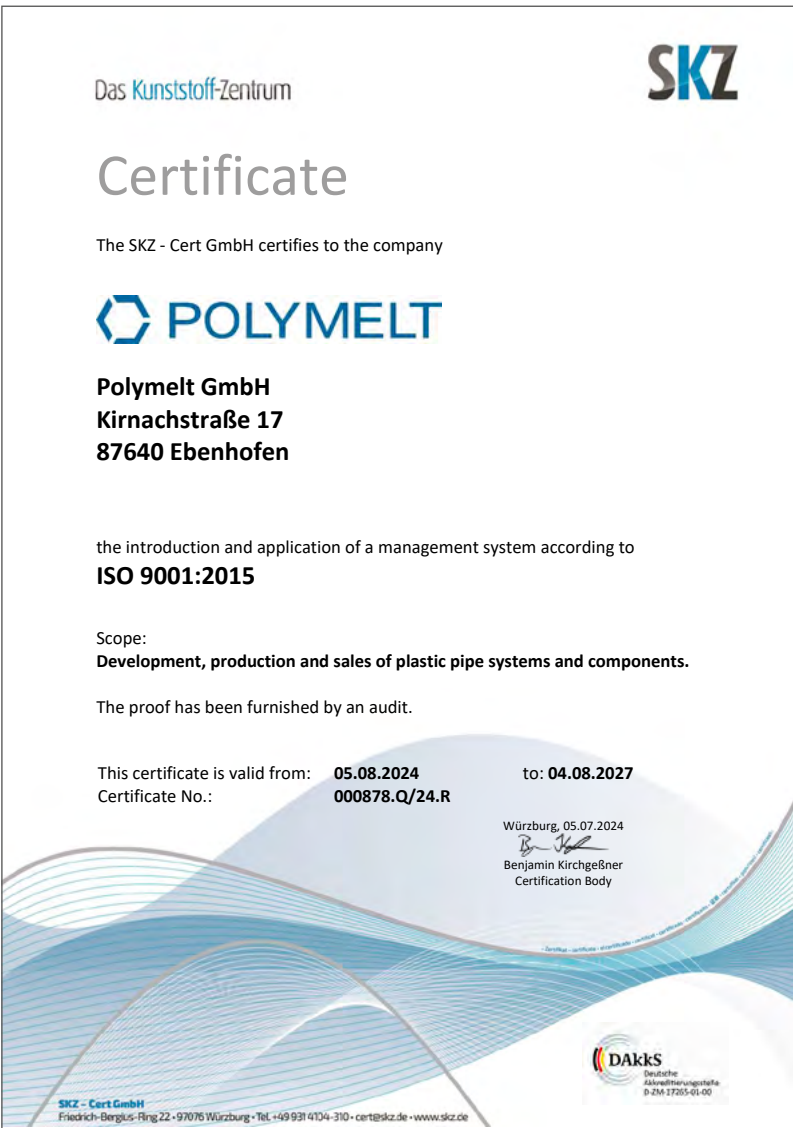 Das Kunststoff-Zentrum
SKZ
Certificate
The SKZ - Cert GmbH certifies to the company
POLYMELT
Polymelt GmbH
Kirnachstraße 17
87640 Ebenhofen
the introduction and application of a management system according to
ISO 9001:2015
Scope:
Development, production and sales of plastic pipe systems and components.
The proof has been furnished by an audit.
This certificate is valid from: 05.08.2024 to: 04.08.2027
Certificate No.: 000878.Q/24.R
Würzburg, 05.07.2024
Benjamin Kirchgeßner
Certification Body
DAkkS
Deutsche
Akkreditierungsstelle
D-ZM-17265-01-00
SKZ - Cert GmbH
Friedrich-Bergius-Ring 22 • 97076 Würzburg • Tel. +49 931 4104-310 • cert@skz.de • www.skz.de